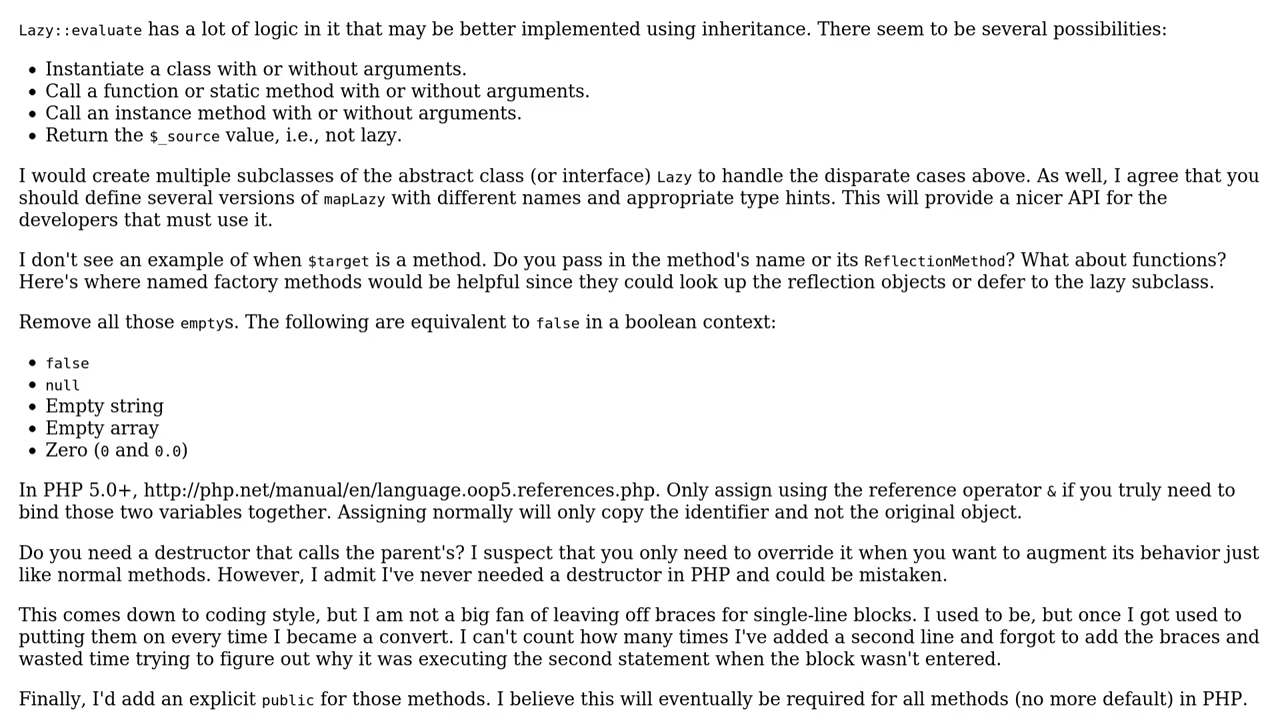 Lazy::evaluate has a lot of logic in it that may be better implemented using inheritance. There seem to be several possibilities:
• Instantiate a class with or without arguments.
• Call a function or static method with or without arguments.
• Call an instance method with or without arguments.
• Return the $_source value, i.e., not lazy.
I would create multiple subclasses of the abstract class (or interface) Lazy to handle the disparate cases above. As well, I agree that you
should define several versions of mapLazy with different names and appropriate type hints. This will provide a nicer API for the
developers that must use it.
I don't see an example of when $target is a method. Do you pass in the method's name or its ReflectionMethod? What about functions?
Here's where named factory methods would be helpful since they could look up the reflection objects or defer to the lazy subclass.
Remove all those emptys. The following are equivalent to false in a boolean context:
• false
• null
• Empty string
• Empty array
• Zero (0 and 0.0)
In PHP 5.0+, http://php.net/manual/en/language.oop5.references.php. Only assign using the reference operator & if you truly need to
bind those two variables together. Assigning normally will only copy the identifier and not the original object.
Do you need a destructor that calls the parent's? I suspect that you only need to override it when you want to augment its behavior just
like normal methods. However, I admit I've never needed a destructor in PHP and could be mistaken.
This comes down to coding style, but I am not a big fan of leaving off braces for single-line blocks. I used to be, but once I got used to
putting them on every time I became a convert. I can't count how many times I've added a second line and forgot to add the braces and
wasted time trying to figure out why it was executing the second statement when the block wasn't entered.
Finally, I'd add an explicit public for those methods. I believe this will eventually be required for all methods (no more default) in PHP.